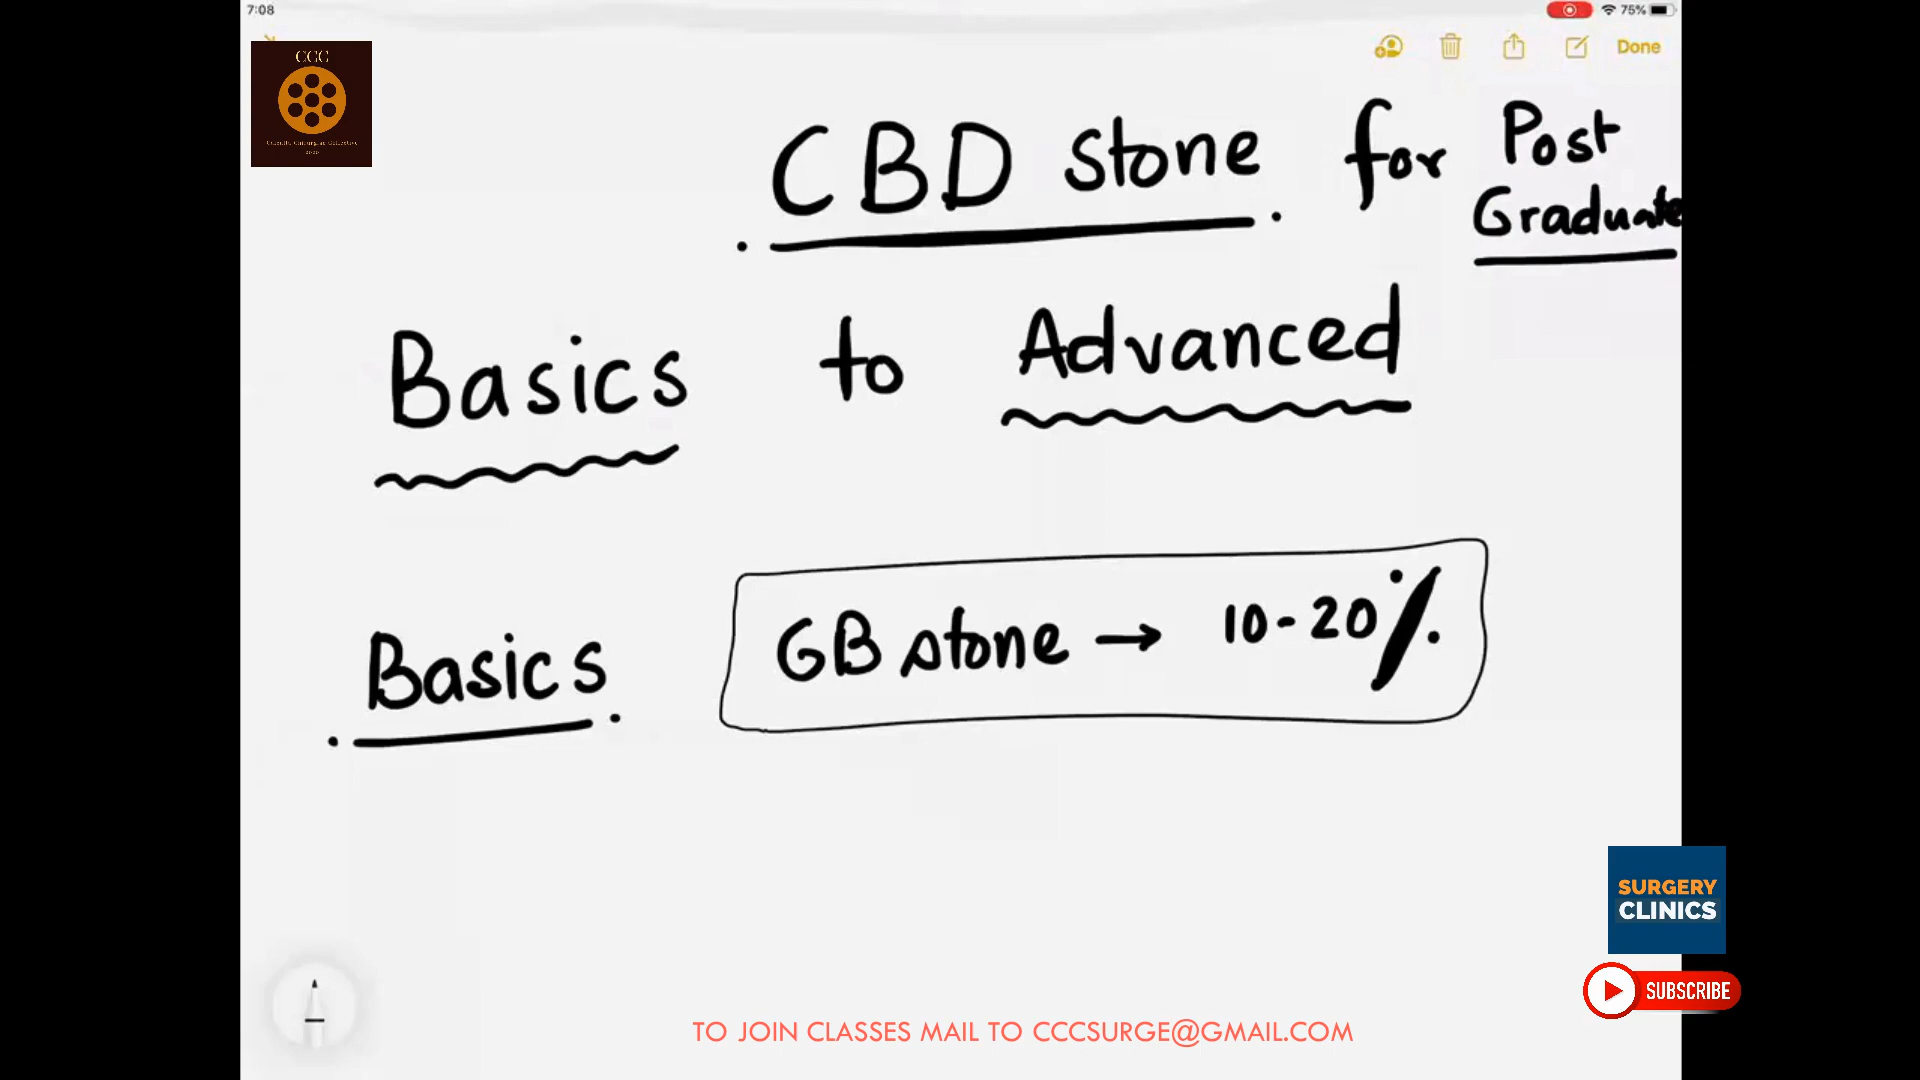 7:08
75%
CCC
2020
Done
CBD stone for Post
Graduate
Basics to Advanced
Basics
GB stone → 10-20%
SURGERY
CLINICS
SUBSCRIBE
TO JOIN CLASSES MAIL TO CCCSURGE@GMAIL.COM